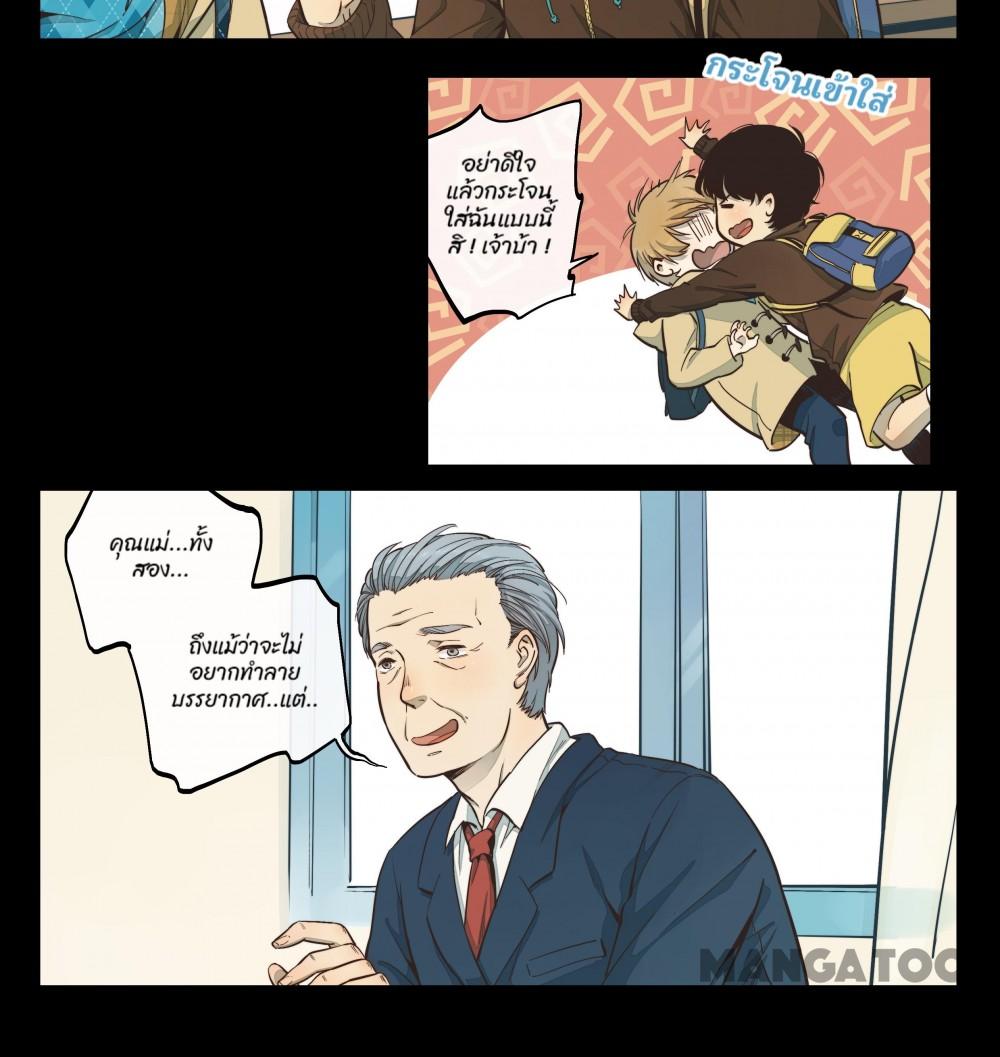 กระโจนเข้าใส่
อย่าดีใจ
แล้วกระโจน
ใส่ฉันแบบนี้
สิ ! เจ้าบ้า !
คุณแม่...ทั้ง
สอง...
ถึงแม้ว่าจะไม่
อยากทำลาย
บรรยากาศ..แต่..
MANGATOO